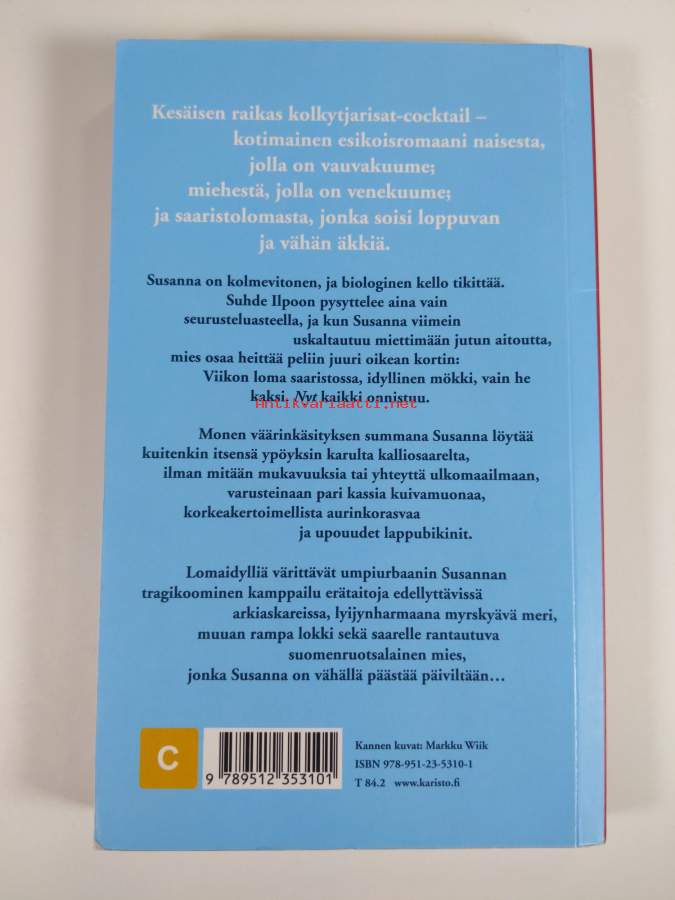 Kesäisen raikas kolkytjarisat-cocktail –
kotimainen esikoisromaani naisesta,
jolla on vauvakuume;
miehestä, jolla on venekuume;
ja saaristolomasta, jonka soisi loppuvan
ja vähän äkkiä.
Susanna on kolmevitonen, ja biologinen kello tikittää.
Suhde Ilpoon pysyttelee aina vain
seurusteluasteella, ja kun Susanna viimein
uskaltautuu miettimään jutun aitoutta,
mies osaa heittää peliin juuri oikean kortin:
Viikon loma saaristossa, idyllinen mökki, vain he
kaksi. Nyt kaikki onnistuu.
Antikvariaatti.net
Monen väärinkäsityksen summana Susanna löytää
kuitenkin itsensä ypöyksin karulta kalliosaarelta,
ilman mitään mukavuuksia tai yhteyttä ulkomaailmaan,
varusteinaan pari kassia kuivamuonaa,
korkeakertoimellista aurinkorasvaa
ja upouudet lappubikinit.
Lomaidylliä värittävät umpiurbaanin Susannan
tragikoominen kamppailu erätaitoja edellyttävissä
arkiaskareissa, lyijynharmaana myrskyävä meri,
muuan rampa lokki sekä saarelle rantautuva
suomenruotsalainen mies,
jonka Susanna on vähällä päästää päiviltään…
C
9 789512 353101
Kannen kuvat: Markku Wiik
ISBN 978-951-23-5310-1
T 84.2 www.karisto.fi